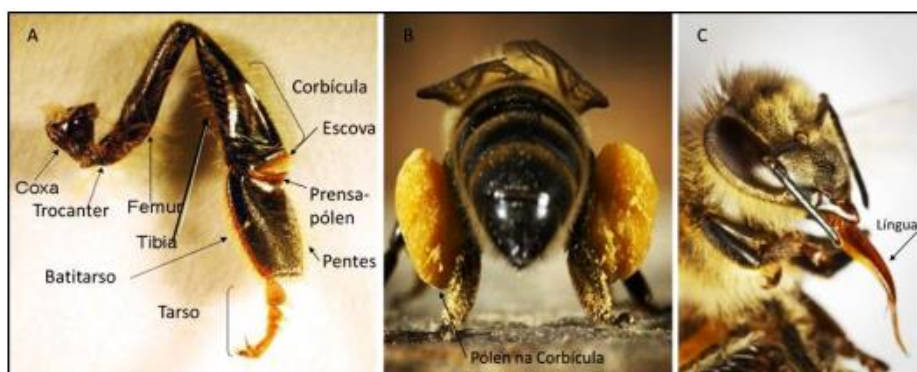 A
Corbícula
Escova
Coxa
Trocanter
Femur
Prensa-
pólen
Tibia
Batitarso
Pentes
Tarso
B
Pólen na Corbícula
C
Língua